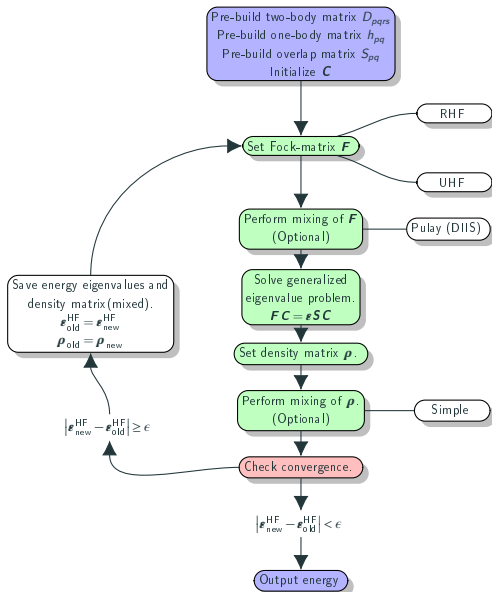 Pre-build two-body matrix D_pqrs
Pre-build one-body matrix h_pq
Pre-build overlap matrix S_pq
Initialize C
RHF
Set Fock-matrix F
UHF
Perform mixing of F
(Optional)
Pulay (DIIS)
Solve generalized
eigenvalue problem.
FC = εSC
Save energy eigenvalues and
density matrix(mixed).
ε_old^HF = ε_new^HF
ρ_old = ρ_new
Set density matrix ρ.
Perform mixing of ρ.
(Optional)
Simple
|ε_new^HF − ε_old^HF| ≥ ϵ
Check convergence.
|ε_new^HF − ε_old^HF| < ϵ
Output energy